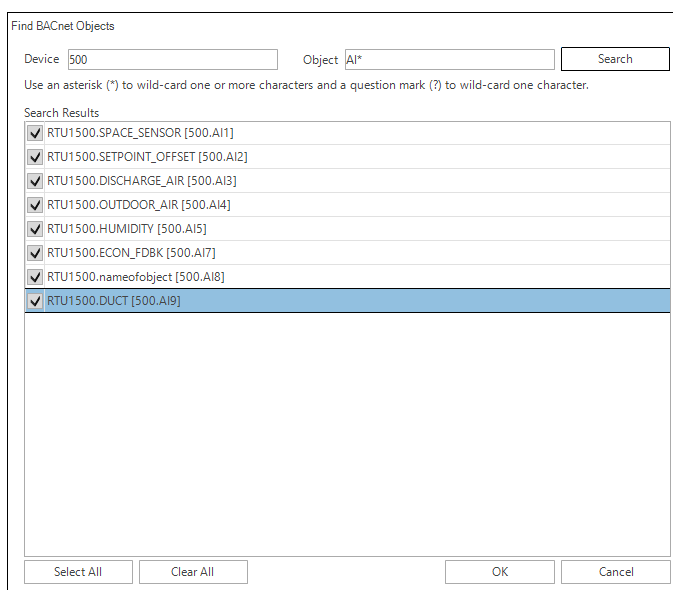 Find BACnet Objects
Device 500 Object AI* Search
Use an asterisk (*) to wild-card one or more characters and a question mark (?) to wild-card one character.
Search Results
RTU1500.SPACE_SENSOR [500.AI1]
RTU1500.SETPOINT_OFFSET [500.AI2]
RTU1500.DISCHARGE_AIR [500.AI3]
RTU1500.OUTDOOR_AIR [500.AI4]
RTU1500.HUMIDITY [500.AI5]
RTU1500.ECON_FDBK [500.AI7]
RTU1500.nameofobject [500.AI8]
RTU1500.DUCT [500.AI9]
Select All Clear All OK Cancel